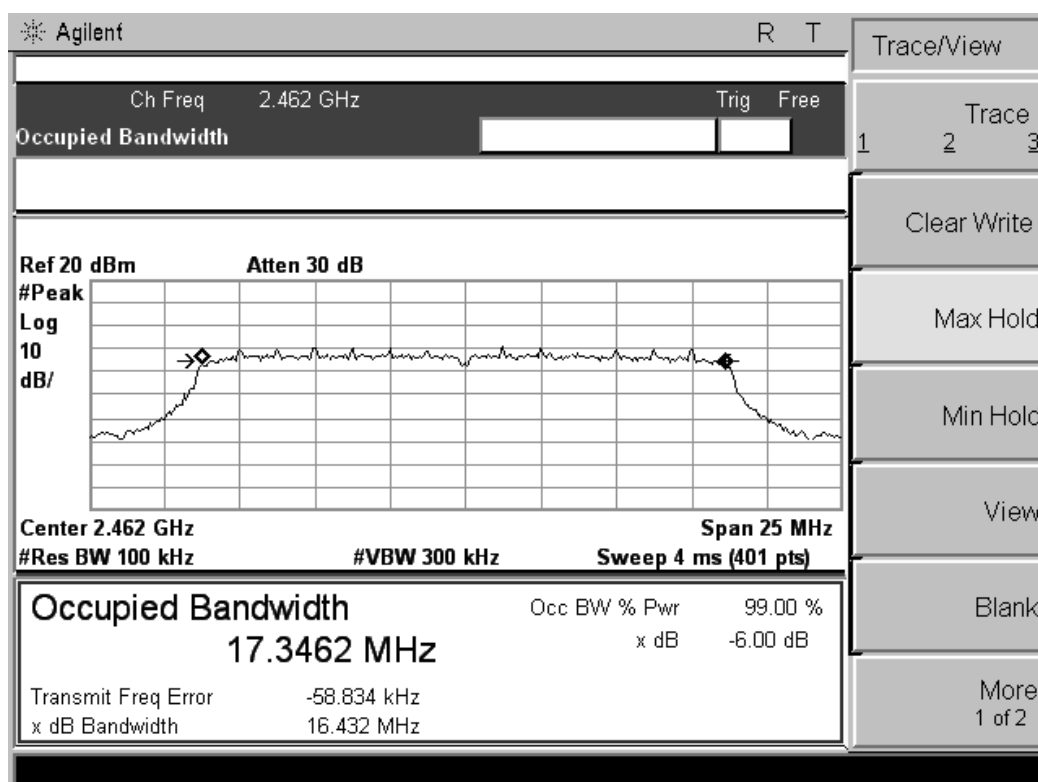 Agilent R T
Trace/View
Ch Freq 2.462 GHz Trig Free
Occupied Bandwidth
Trace
1 2 3
Clear Write
Ref 20 dBm Atten 30 dB
#Peak
Log
10
dB/
Max Hold
Min Hold
View
Center 2.462 GHz Span 25 MHz
#Res BW 100 kHz #VBW 300 kHz Sweep 4 ms (401 pts)
Occupied Bandwidth
17.3462 MHz
Occ BW % Pwr 99.00 %
x dB -6.00 dB
Transmit Freq Error -58.834 kHz
x dB Bandwidth 16.432 MHz
Blank
More
1 of 2